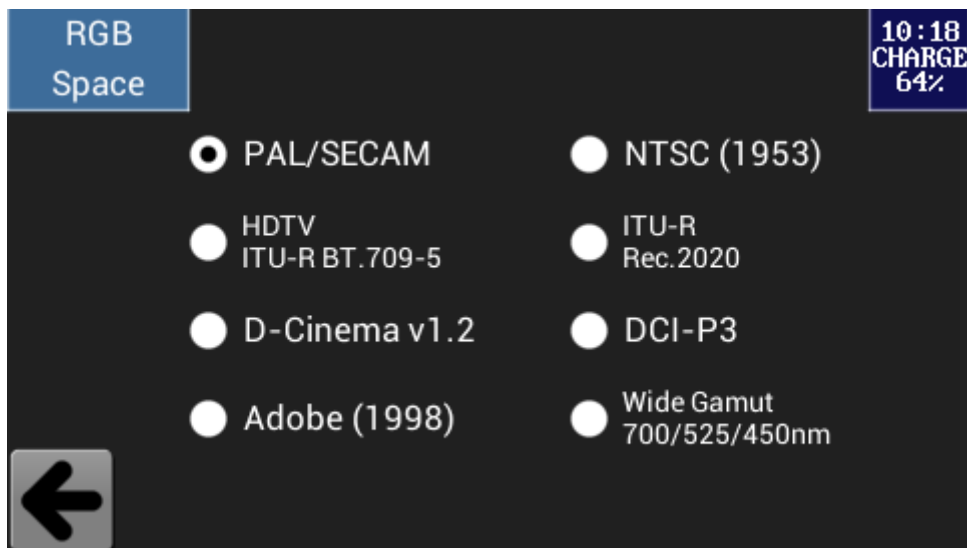 RGB
Space
10:18
CHARGE
64%
PAL/SECAM
NTSC (1953)
HDTV
ITU-R BT.709-5
ITU-R
Rec.2020
D-Cinema v1.2
DCI-P3
Adobe (1998)
Wide Gamut
700/525/450nm